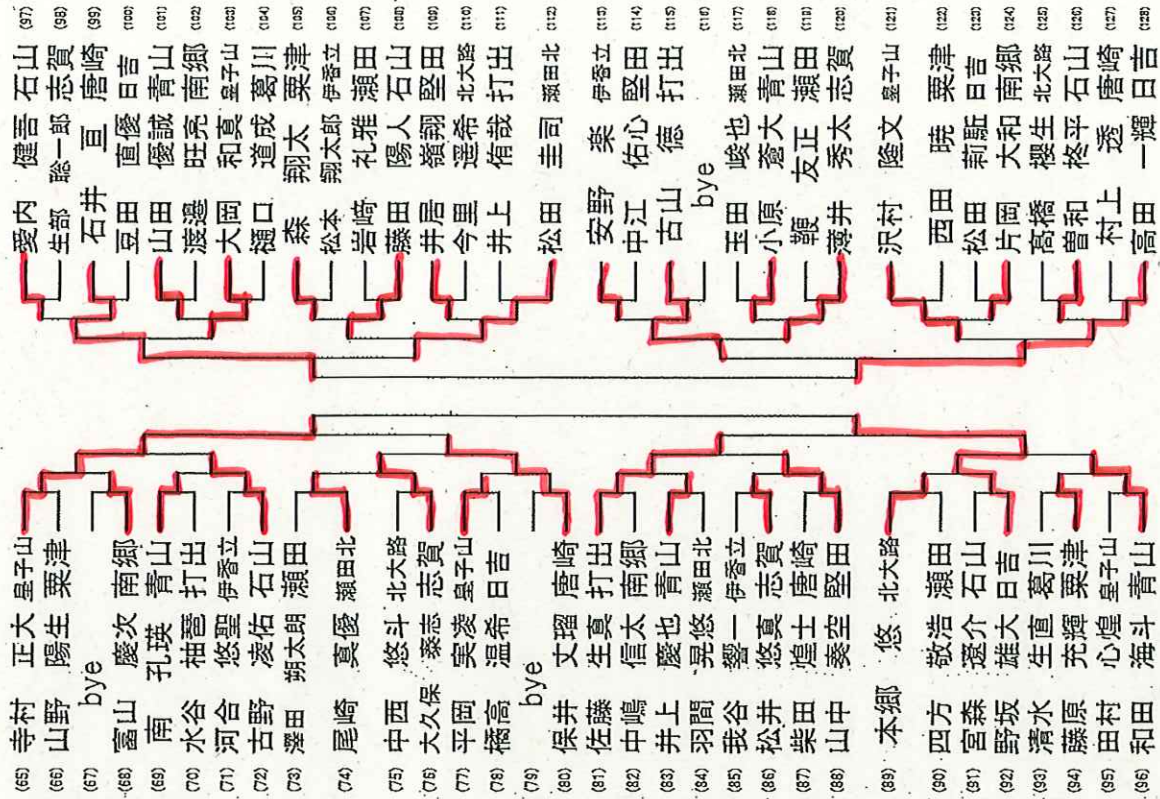 (65) 寺村 正大 皇子山
(66) 山野 陽生 粟津
(67) bye
(68) 富山 慶次 南郷
(69) 南 孔瑛 青山
(70) 水谷 柚琶 打出
(71) 河合 悠聖 伊香立
(72) 古野 凌佑 石山
(73) 澤田 朔太朗 瀬田
(74) 尾崎 真優 瀬田北
(75) 中西 悠斗 北大路
(76) 大久保 泰志 志賀
(77) 平岡 実凌 皇子山
(78) 橋高 温希 日吉
(79) bye
(80) 保井 丈瑠 唐崎
(81) 佐藤 生真 打出
(82) 中嶋 信太 南郷
(83) 井上 慶也 青山
(84) 羽間 晃悠 瀬田北
(85) 我谷 響一 伊香立
(86) 松井 悠真 志賀
(87) 柴田 煌士 唐崎
(88) 山中 奏空 堅田
(89) 本郷 悠 北大路
(90) 四方 敬浩 瀬田
(91) 宮森 遼介 石山
(92) 野坂 雄大 日吉
(93) 清水 生直 葛川
(94) 藤原 充輝 粟津
(95) 田村 心煌 皇子山
(96) 和田 海斗 青山
愛内 健吾 石山 (97)
生部 聡一郎 志賀 (98)
石井 亘 唐崎 (99)
豆田 直優 日吉 (100)
山田 優誠 青山 (101)
渡邉 旺亮 南郷 (102)
大岡 和真 皇子山 (103)
樋口 道成 葛川 (104)
森 翔太 粟津 (105)
松本 翔太郎 伊香立 (106)
岩崎 礼雅 瀬田 (107)
藤田 陽人 石山 (108)
井居 嶺翔 堅田 (109)
今里 遥希 北大路 (110)
井上 侑哉 打出 (111)
松田 圭司 瀬田北 (112)
安野 楽 伊香立 (113)
中江 佑心 堅田 (114)
古山 徳 打出 (115)
bye (116)
玉田 峻也 瀬田北 (117)
小原 蒼大 青山 (118)
鞭 友正 瀬田 (119)
薄井 秀太 志賀 (120)
沢村 隆文 皇子山 (121)
西田 暁 粟津 (122)
松田 日吉 (123)
片岡 大和 南郷 (124)
髙橋 櫻生 北大路 (125)
曽和 柊平 石山 (126)
村上 透 唐崎 (127)
高田 一輝 日吉 (128)